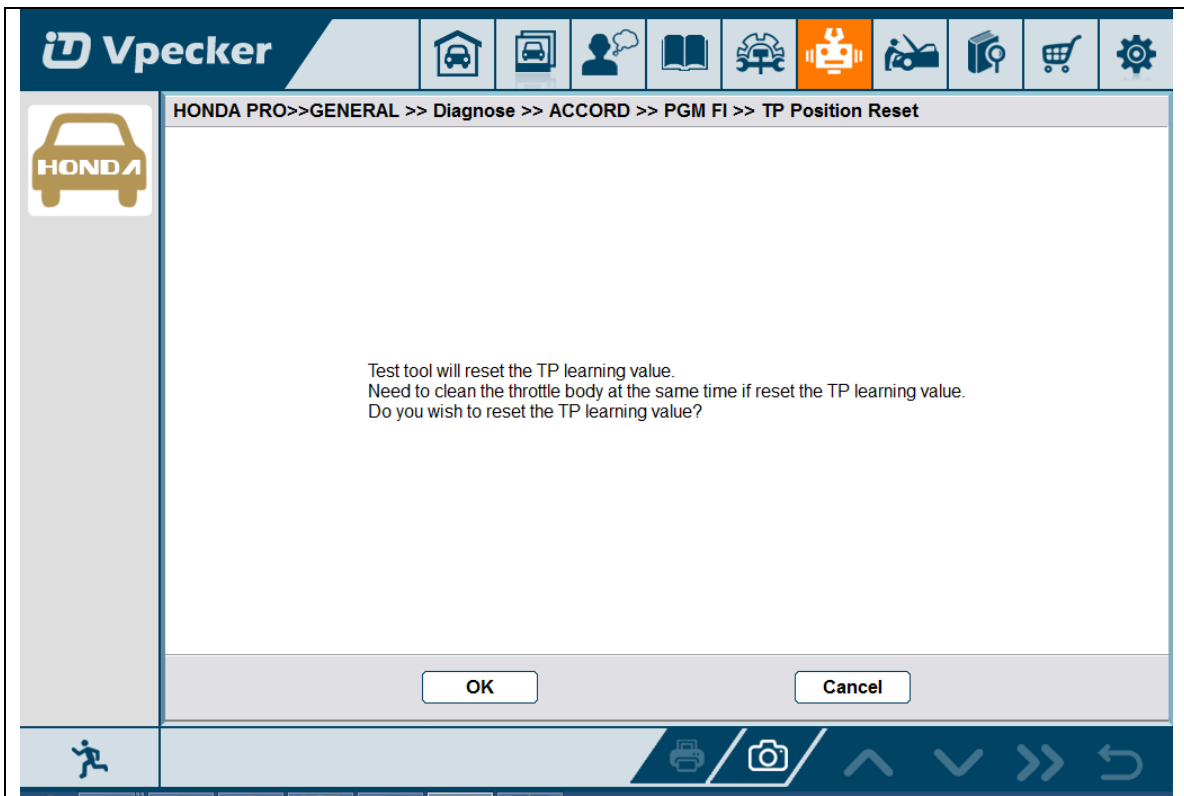 Vpecker
HONDA PRO>>GENERAL >> Diagnose >> ACCORD >> PGM FI >> TP Position Reset
HONDA
Test tool will reset the TP learning value.
Need to clean the throttle body at the same time if reset the TP learning value.
Do you wish to reset the TP learning value?
OK
Cancel